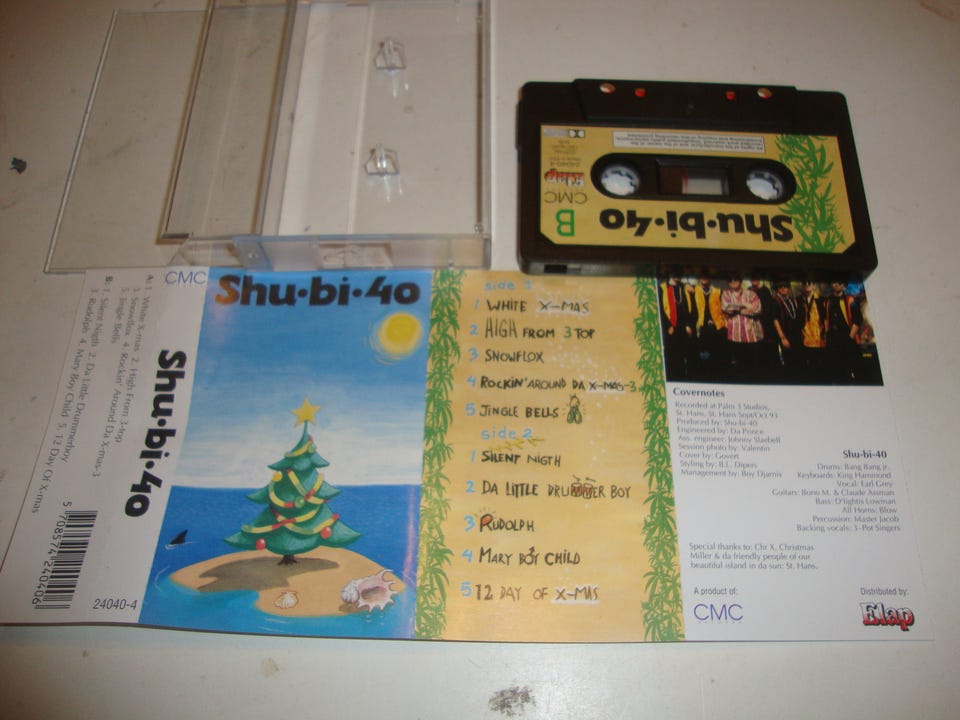 B
CMC
Elap
24040-4
Shu·bi·40
A: 1. White X-mas 2. High From 3-top
3. Snowflox 4. Rockin' Around Da X-mas-3
5. Jingle Bells
B: 1. Silent Nigth 2. Da Little Drummerboy
3. Rudolph 4. Mary Boy Child 5. 12 Day Of X-mas
CMC
Shu·bi·40
5 708574 240406
24040-4
Shu·bi·40
side 1
1 WHITE X-MAS
2 HIGH FROM 3 TOP
3 SNOWFLOX
4 ROCKIN' AROUND DA X-MAS-3
5 JINGLE BELLS
side 2
1 SILENT NIGTH
2 DA LITTLE DRUMMER BOY
3 RUDOLPH
4 MARY BOY CHILD
5 12 DAY OF X-MAS
Covernotes
Recorded at Palm 3 Studios,
St. Hans, St. Hans Sept/Oct 93
Produced by: Shu-bi-40
Engineered by: Da Prince
Ass. engineer: Johnny Slaebell
Session photo by: Valentin
Cover by: Govert
Styling by: B.L. Dipers
Management by: Boy Djarnis
Shu-bi-40
Drums: Bang Bang Jr.
Keyboards: King Hammond
Vocal: Earl Grey
Guitars: Bono M. & Claude Assman
Bass: D'lightis Lowman
All Horns: Blow
Percussion: Master Jacob
Backing vocals: 3-Pot Singers
Special thanks to: Chr X, Christmas
Miller & da friendly people of our
beautiful island in da sun: St. Hans.
A product of:
CMC
Distributed by:
Elap